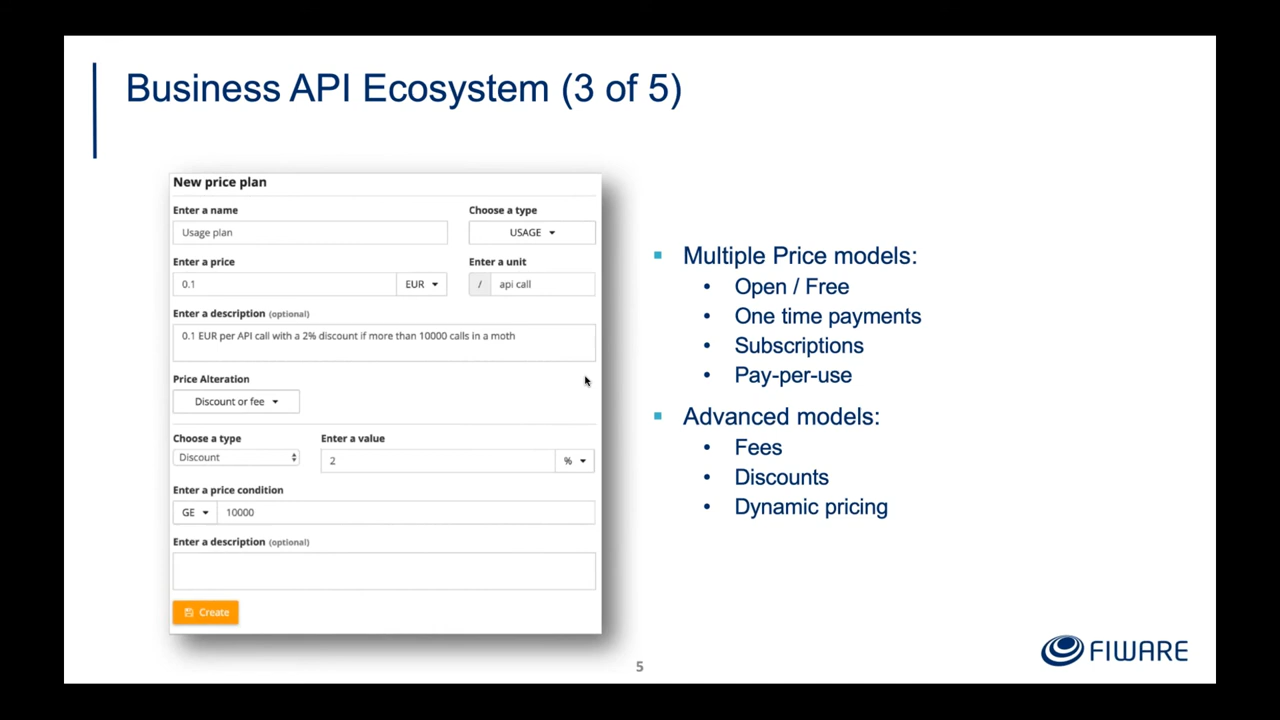 Business API Ecosystem (3 of 5)
New price plan
Enter a name
Choose a type
Usage plan
USAGE
Enter a price
Enter a unit
0.1
EUR
/
api call
Enter a description (optional)
0.1 EUR per API call with a 2% discount if more than 10000 calls in a moth
Price Alteration
Discount or fee
Choose a type
Enter a value
Discount
2
%
Enter a price condition
GE
10000
Enter a description (optional)
Create
Multiple Price models:
• Open / Free
• One time payments
• Subscriptions
• Pay-per-use
Advanced models:
• Fees
• Discounts
• Dynamic pricing
5
FIWARE